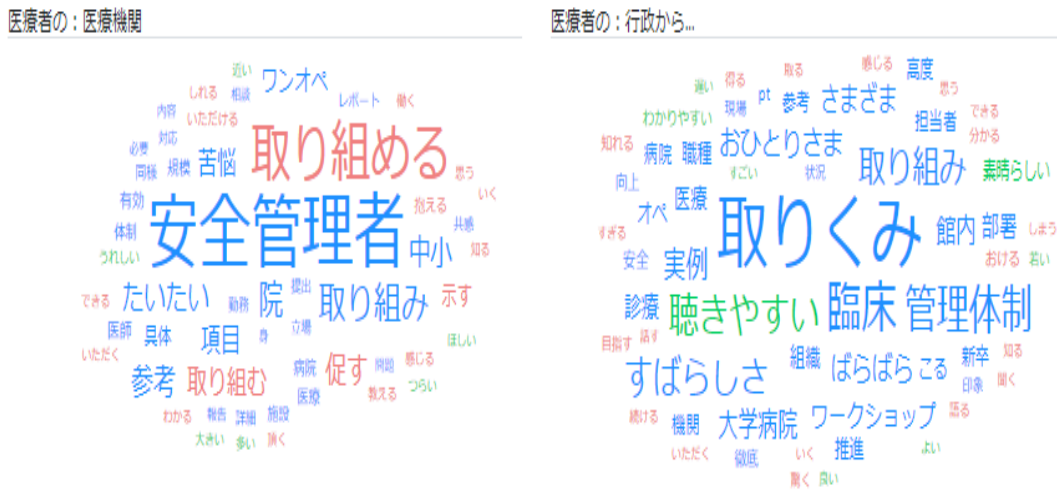 医療者の：医療機関
近い ワンオペ
しれる 相談 レポート 働く
内容 いただける
必要 対応 取り組める
同様 規模 苦悩 思う
有効 安全管理者 抱える いく
体制 中小 共感 知る
うれしい
できる たいたい 勤務 院 提出 取り組み 示す
医師 具体 項目 身 立場 ほしい
いただく 参考 取り組む 病院 促す 問題 感じる
医療 教える つらい
わかる 報告 詳細 施設
大きい 多い 頂く
医療者の：行政から...
感じる 高度
遠い 得る 取る 思う
現場 pt 参考 さまざま できる
わかりやすい 担当者
知れる おひとりさま 分かる
病院 職種 取り組み 素晴らしい
向上 すごい 状況
オペ 医療 取りくみ
すぎる 館内 部署 しまう
安全 実例 おける 若い
診療 聴きやすい 臨床 管理体制
目指す 話す
すばらしさ 組織 ばらばら こる 新卒 知る
印象 聞く
続ける 機関 大学病院 ワークショップ 語る
いただく 徹底 いく 推進 よい
驚く 良い